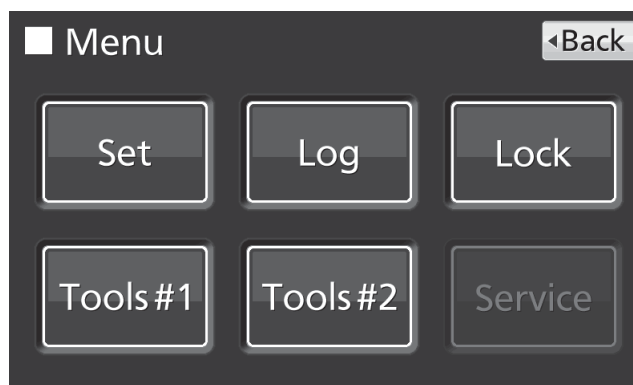 Menu
◂Back
Set
Log
Lock
Tools#1
Tools#2
Service